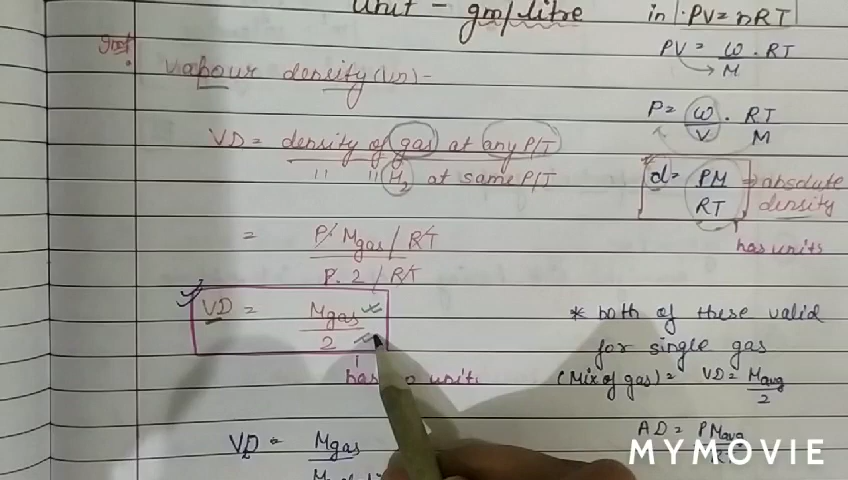 Unit - gm/litre
in PV=nRT
PV = w . RT
M
Vapour density (VD) -
P= w . RT
V M
VD = density of gas at any P/T
" " H2 at same P/T
d = PM
RT
absolute
density
has units
= P Mgas / RT
P. 2 / RT
VD = Mgas
2
has no units
* both of these valid
for single gas
(Mix of gas) = VD = Mavg
2
AD = PMavg
VD = Mgas
MYMOVIE